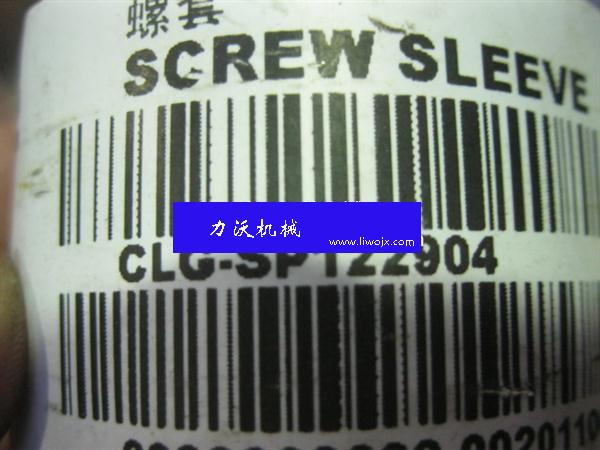 螺套
SCREW SLEEVE
力沃机械
www.liwojx.com
CLG-SP122904